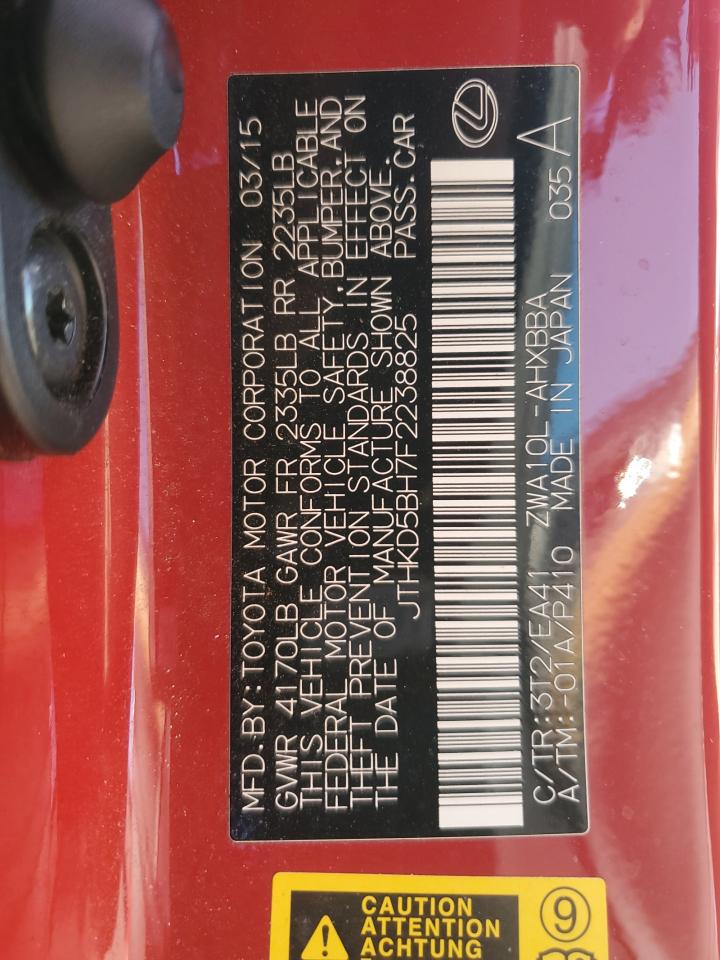 MFD.BY:TOYOTA MOTOR CORPORATION 03/15
GVWR 4170LB GAWR FR 2335LB RR 2235LB
THIS VEHICLE CONFORMS TO ALL APPLICABLE
FEDERAL MOTOR VEHICLE SAFETY,BUMPER,AND
THEFT PREVENTION STANDARDS IN EFFECT ON
THE DATE OF MANUFACTURE SHOWN ABOVE.
JTHKD5BH7F2238825 PASS.CAR
C/TR:3T2/EA41 ZWA10L-AHXBBA 035 A
A/TM:-01A/P410 MADE IN JAPAN
CAUTION
ATTENTION
ACHTUNG
9